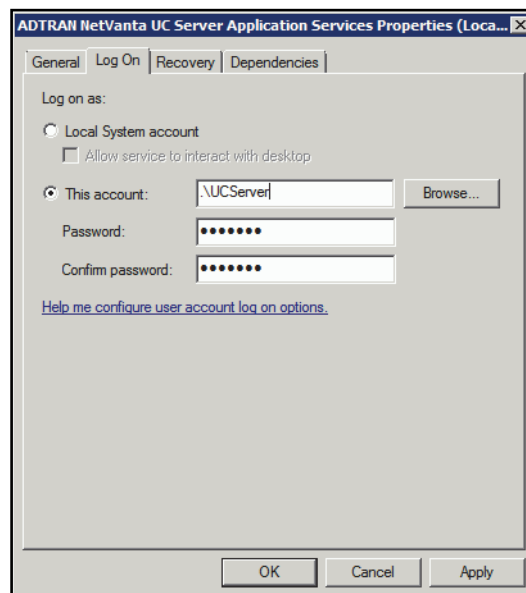 ADTRAN NetVanta UC Server Application Services Properties (Loca...
General Log On Recovery Dependencies
Log on as:
Local System account
Allow service to interact with desktop
This account: .\UCServer Browse...
Password: •••••••
Confirm password: •••••••
Help me configure user account log on options.
OK Cancel Apply